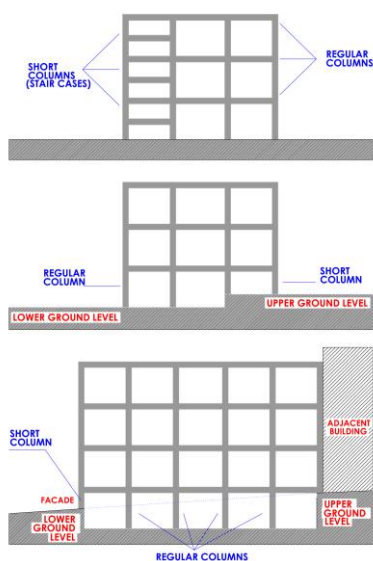 SHORT
COLUMNS
(STAIR CASES)
REGULAR
COLUMNS
REGULAR
COLUMN
SHORT
COLUMN
UPPER GROUND LEVEL
LOWER GROUND LEVEL
ADJACENT
BUILDING
SHORT
COLUMN
FACADE
LOWER
GROUND
LEVEL
UPPER
GROUND
LEVEL
REGULAR COLUMNS